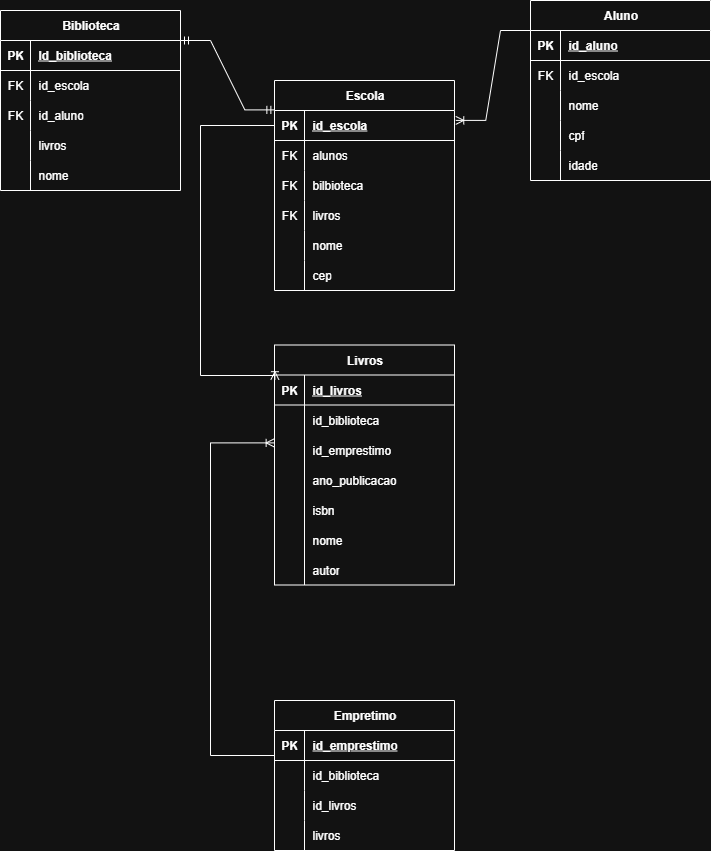 Biblioteca
PK Id_biblioteca
FK id_escola
FK id_aluno
livros
nome
Aluno
PK id_aluno
FK id_escola
nome
cpf
idade
Escola
PK id_escola
FK alunos
FK bilbioteca
FK livros
nome
cep
Livros
PK id_livros
id_biblioteca
id_emprestimo
ano_publicacao
isbn
nome
autor
Empretimo
PK id_emprestimo
id_biblioteca
id_livros
livros